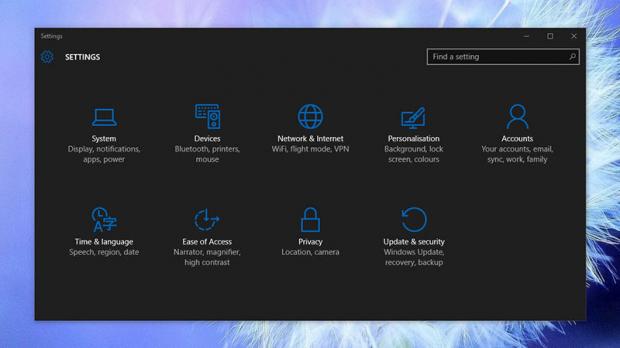 Settings
SETTINGS
Find a setting
System
Display, notifications,
apps, power
Devices
Bluetooth, printers,
mouse
Network & Internet
WiFi, flight mode, VPN
Personalisation
Background, lock
screen, colours
Accounts
Your accounts, email,
sync, work, family
Time & language
Speech, region, date
Ease of Access
Narrator, magnifier,
high contrast
Privacy
Location, camera
Update & security
Windows Update,
recovery, backup